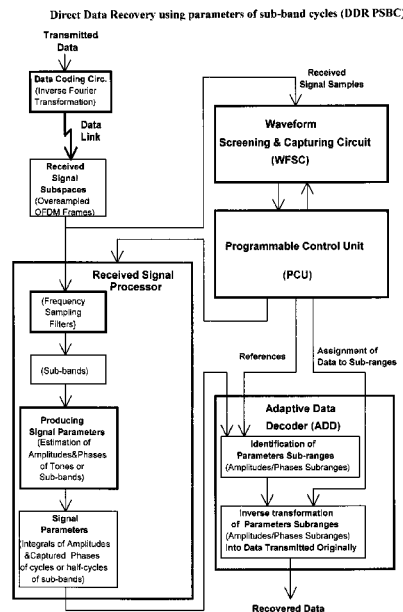 Direct Data Recovery using parameters of sub-band cycles (DDR PSBC)
Transmitted
Data
Data Coding Circ.
(Inverse Fourier
Transformation}
Data
Link
Received
Signal
Subspaces
(Oversampled
OFDM Frames)
Received
Signal Samples
Waveform
Screening & Capturing Circuit
(WFSC)
Programmable Control Unit
(PCU)
Received Signal
Processor
(Frequency
Sampling
Filters}
(Sub-bands)
Producing
Signal Parameters
(Estimation of
Amplitudes&Phases
of Tones or
Sub-bands)
Signal
Parameters
(Integrals of Amplitudes
&Captured Phases
of cycles or half-cycles
of sub-bands)
References
Assignment of
Data to Sub-ranges
Adaptive Data
Decoder (ADD)
Identification of
Parameters Sub-ranges
(Amplitudes/Phases Subranges)
Inverse transformation
of Parameters Subranges
(Amplitudes/Phases Subranges)
Into Data Transmitted Originally
Recovered Data